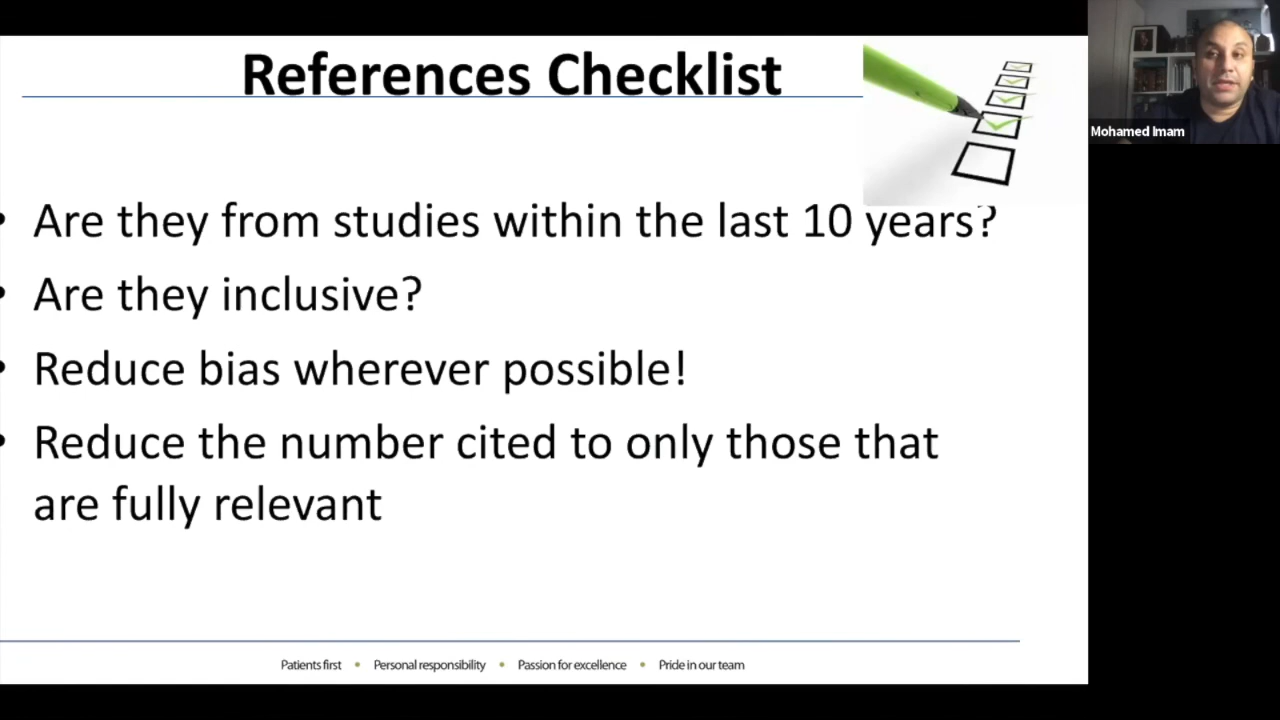 References Checklist
Mohamed Imam
• Are they from studies within the last 10 years?
• Are they inclusive?
• Reduce bias wherever possible!
• Reduce the number cited to only those that
are fully relevant
Patients first • Personal responsibility • Passion for excellence • Pride in our team